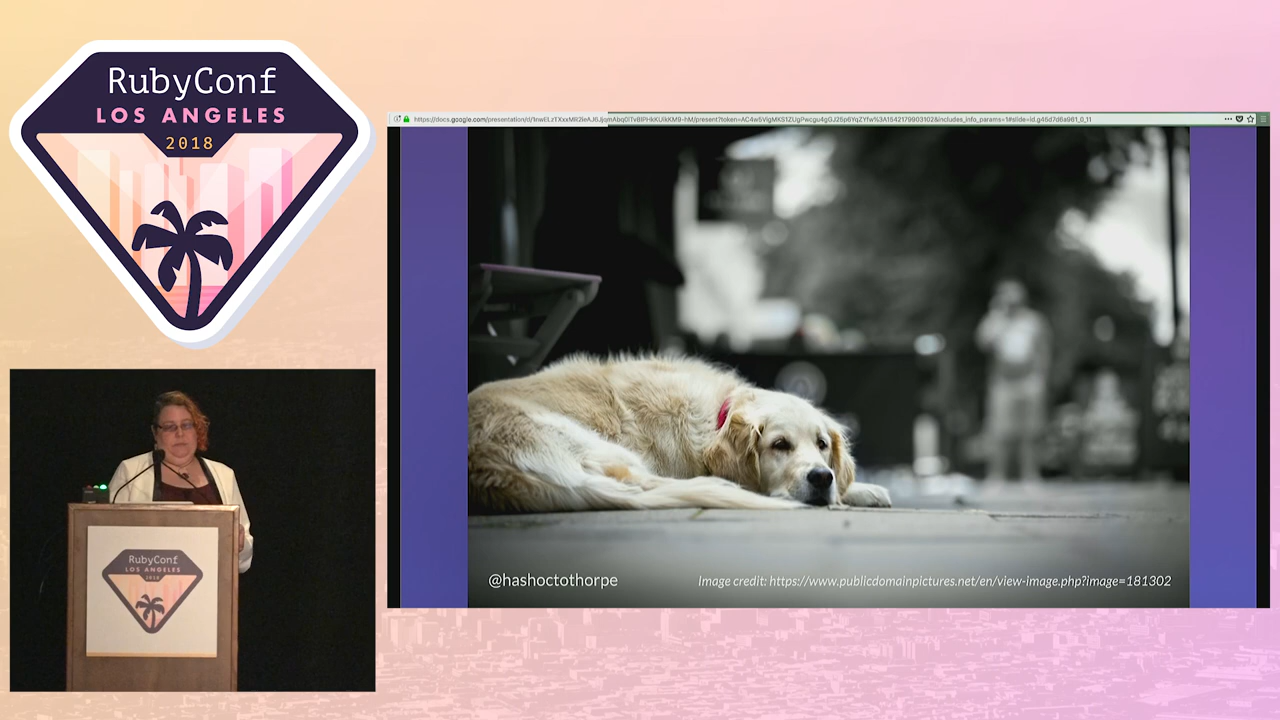 RubyConf
LOS ANGELES
2018
@hashoctothorpe
Image credit: https://www.publicdomainpictures.net/en/view-image.php?image=181302
RubyConf
LOS ANGELES
2018